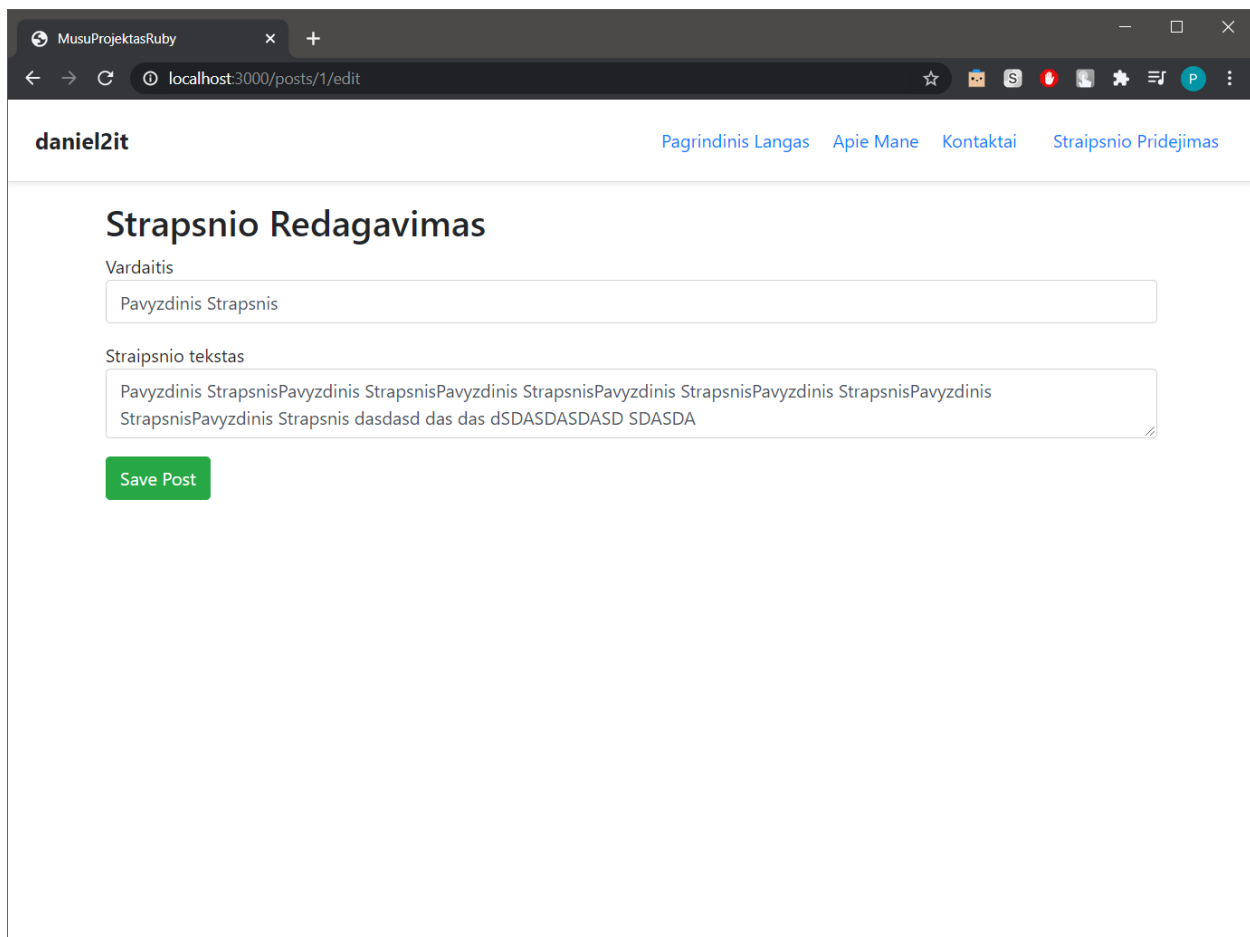 MusuProjektasRuby
localhost:3000/posts/1/edit
S
P
daniel2it
Pagrindinis Langas Apie Mane Kontaktai Straipsnio Pridejimas
Strapsnio Redagavimas
Vardaitis
Pavyzdinis Strapsnis
Straipsnio tekstas
Pavyzdinis StrapsnisPavyzdinis StrapsnisPavyzdinis StrapsnisPavyzdinis StrapsnisPavyzdinis StrapsnisPavyzdinis
StrapsnisPavyzdinis Strapsnis dasdasd das das dSDASDASDASD SDASDA
Save Post